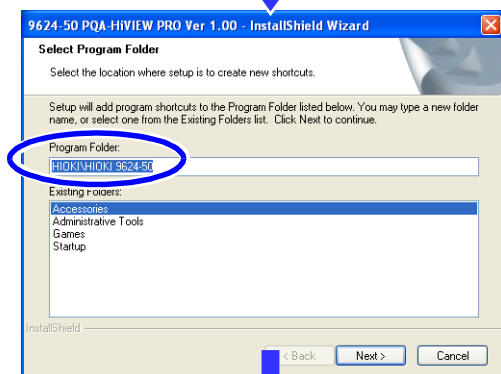 9624-50 PQA-HiVIEW PRO Ver 1.00 - InstallShield Wizard
Select Program Folder
Select the location where setup is to create new shortcuts.
Setup will add program shortcuts to the Program Folder listed below. You may type a new folder
name, or select one from the Existing Folders list. Click Next to continue.
Program Folder:
HIOKI\HIOKI 9624-50
Existing Folders:
Accessories
Administrative Tools
Games
Startup
InstallShield
< Back Next > Cancel